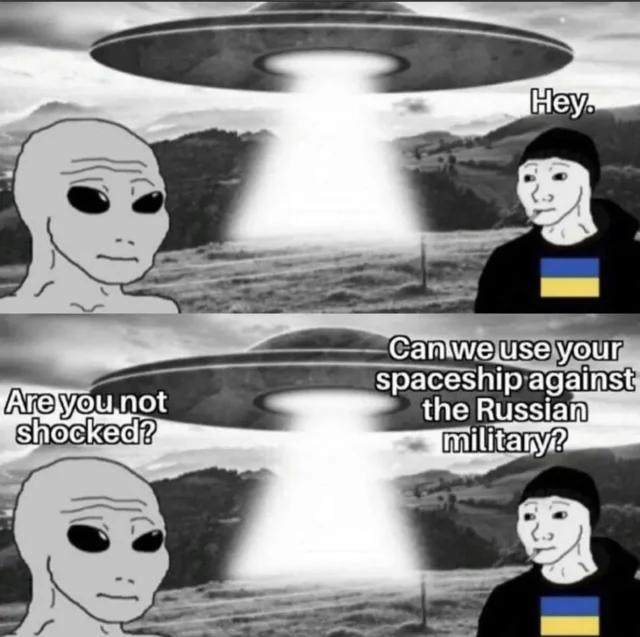 Hey.
Are you not
shocked?
Can we use your
spaceship against
the Russian
military?